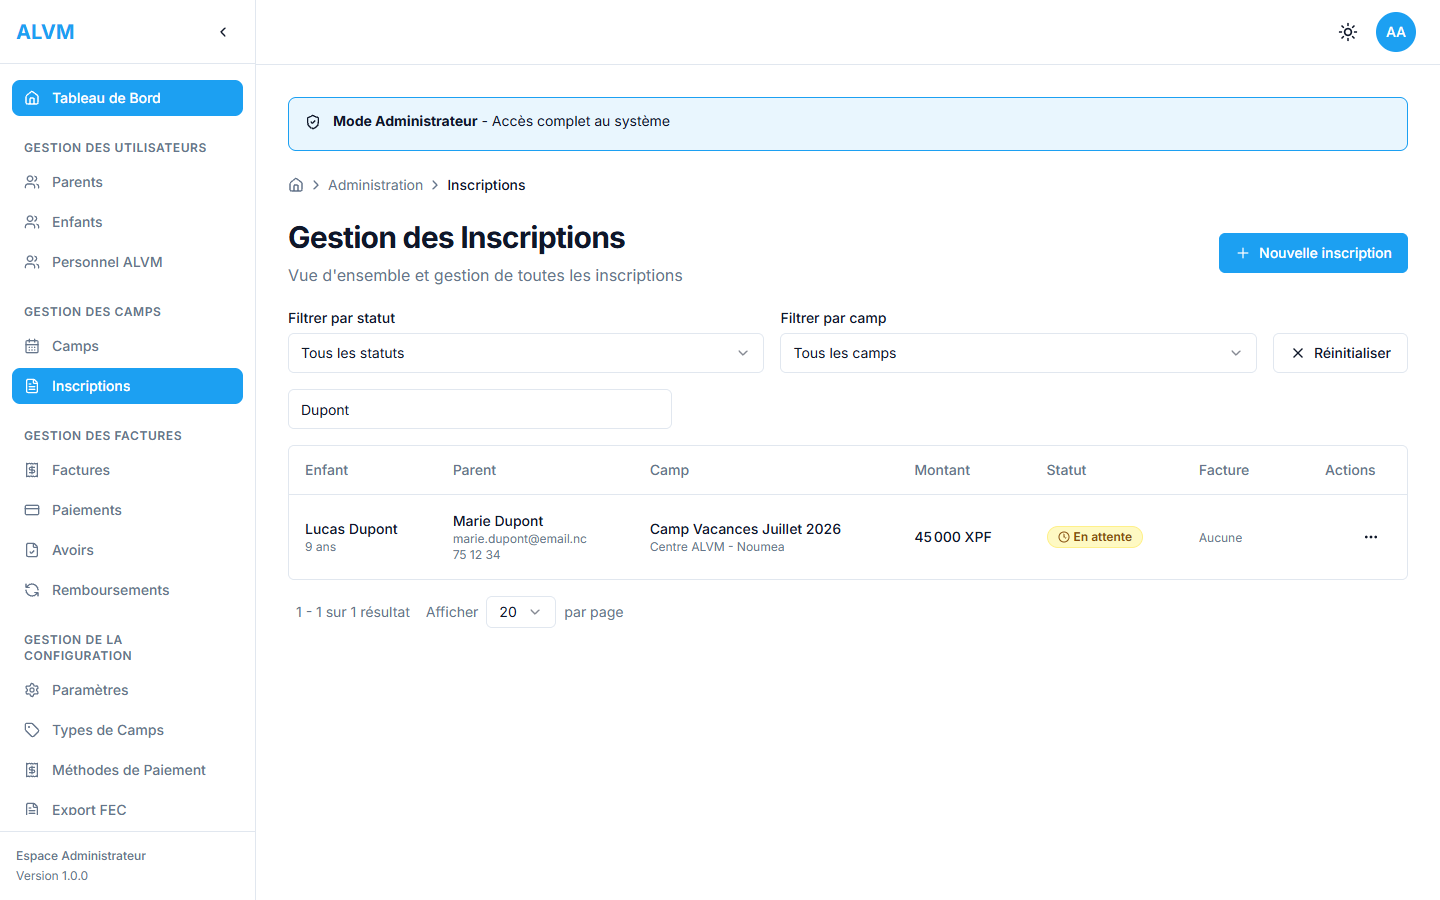 ALVM
AA
Tableau de Bord
GESTION DES UTILISATEURS
Parents
Enfants
Personnel ALVM
GESTION DES CAMPS
Camps
Inscriptions
GESTION DES FACTURES
Factures
Paiements
Avoirs
Remboursements
GESTION DE LA
CONFIGURATION
Paramètres
Types de Camps
Méthodes de Paiement
Export FEC
Espace Administrateur
Version 1.0.0
Mode Administrateur - Accès complet au système
Administration Inscriptions
Gestion des Inscriptions
Vue d'ensemble et gestion de toutes les inscriptions
Nouvelle inscription
Filtrer par statut Filtrer par camp
Tous les statuts Tous les camps Réinitialiser
Dupont
Enfant Parent Camp Montant Statut Facture Actions
Lucas Dupont
9 ans
Marie Dupont
marie.dupont@email.nc
75 12 34
Camp Vacances Juillet 2026
Centre ALVM - Noumea
45 000 XPF
En attente
Aucune
1 - 1 sur 1 résultat Afficher 20 par page